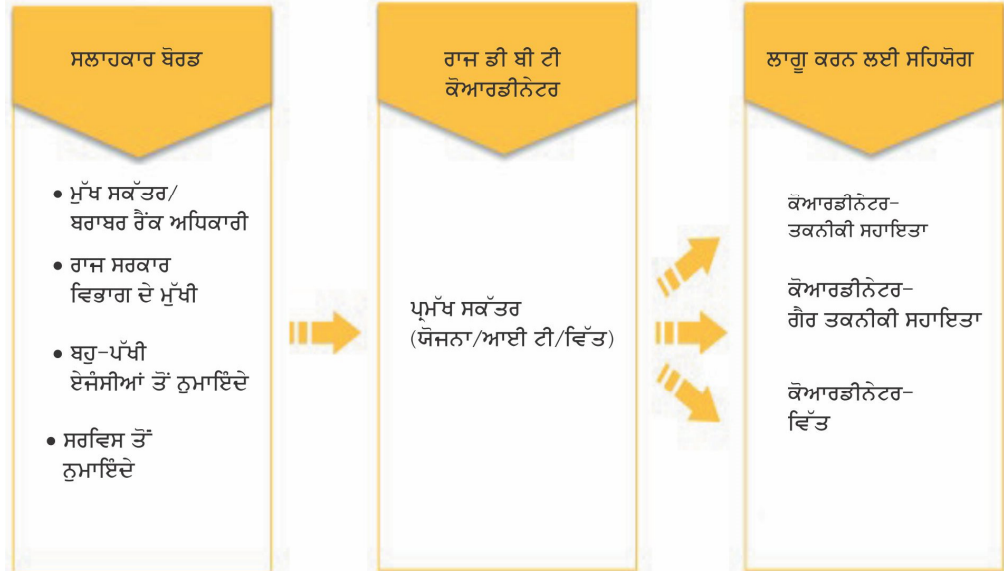 ਸਲਾਹਕਾਰ ਬੋਰਡ
• ਮੁੱਖ ਸਕੱਤਰ/
ਬਰਾਬਰ ਰੈਂਕ ਅਧਿਕਾਰੀ
• ਰਾਜ ਸਰਕਾਰ
ਵਿਭਾਗ ਦੇ ਮੁੱਖੀ
• ਬਹੁ-ਪੱਖੀ
ਏਜੰਸੀਆਂ ਤੋਂ ਨੁਮਾਇੰਦੇ
• ਸਰਵਿਸ ਤੋਂ
ਨੁਮਾਇੰਦੇ
ਰਾਜ ਡੀ ਬੀ ਟੀ
ਕੋਆਰਡੀਨੇਟਰ
ਪ੍ਰਮੱਖ ਸਕੱਤਰ
(ਯੋਜਨਾ/ਆਈ ਟੀ/ਵਿੱਤ)
ਲਾਗੂ ਕਰਨ ਲਈ ਸਹਿਯੋਗ
ਕੋਆਰਡੀਨੇਟਰ-
ਤਕਨੀਕੀ ਸਹਾਇਤਾ
ਕੋਆਰਡੀਨੇਟਰ-
ਗੈਰ ਤਕਨੀਕੀ ਸਹਾਇਤਾ
ਕੋਆਰਡੀਨੇਟਰ-
ਵਿੱਤ